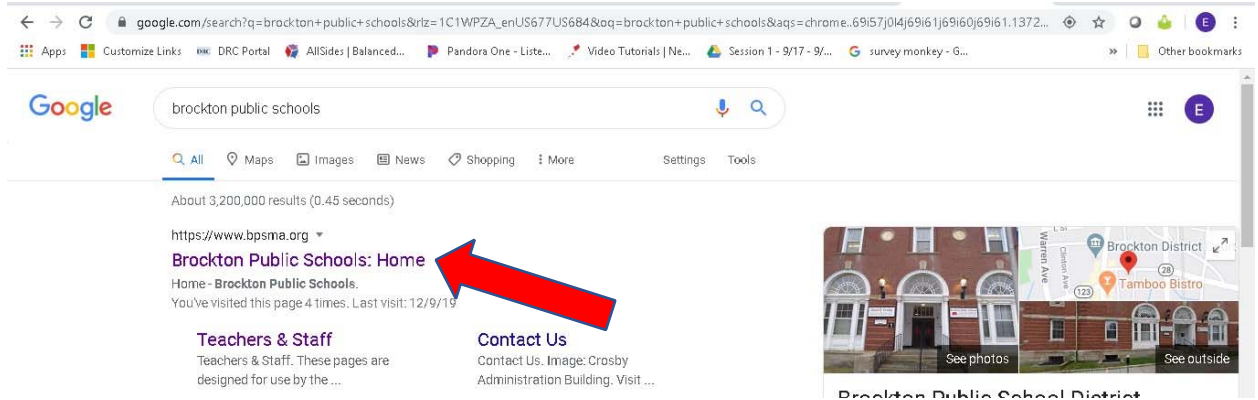 google.com/search?q=brockton+public+schools&rlz=1C1WPZA_enUS677US684&oq=brockton+public+schools&aqs=chrome..69i57j0l4j69i61j69i60j69i61.1372...
E
Apps Customize Links DRC Portal AllSides | Balanced... Pandora One - Liste... Video Tutorials | Ne... Session 1 - 9/17 - 9/... G survey monkey - G... » Other bookmarks
Google
brockton public schools
E
All Maps Images News Shopping More Settings Tools
About 3,200,000 results (0.45 seconds)
https://www.bpsma.org
Brockton Public Schools: Home
Home - Brockton Public Schools.
You've visited this page 4 times. Last visit: 12/9/19
Teachers & Staff
Teachers & Staff. These pages are
designed for use by the ...
Contact Us
Contact Us. Image: Crosby
Administration Building. Visit ...
Warren Ave
Clinton Ave
Brockton District
28
123
Tamboo Bistro
See photos
See outside
Brockton Public School District